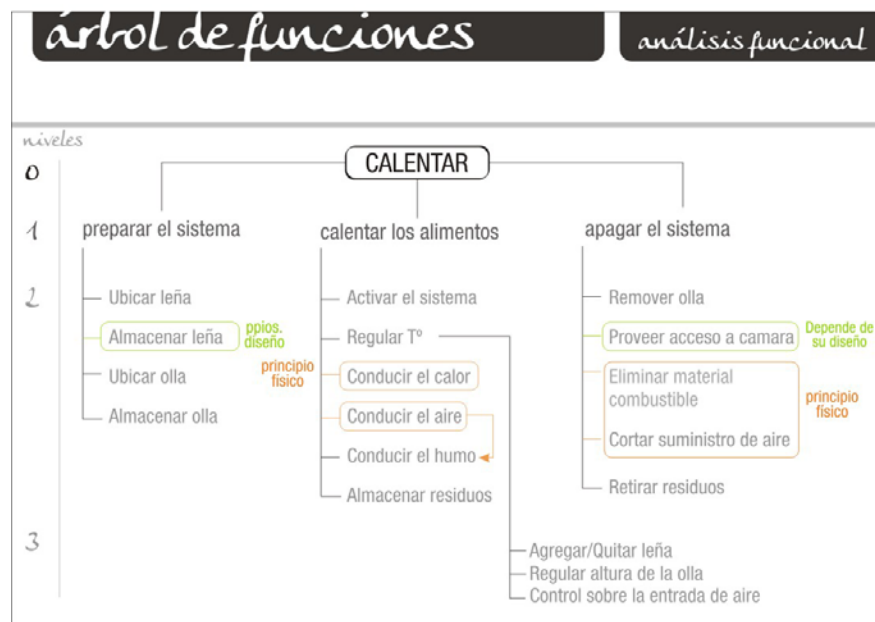 árbol de funciones
análisis funcional
niveles
0
CALENTAR
1
preparar el sistema
calentar los alimentos
apagar el sistema
2
Ubicar leña
Almacenar leña
ppios.
diseño
Ubicar olla
Almacenar olla
Activar el sistema
Regular Tº
principio
físico
Conducir el calor
Conducir el aire
Conducir el humo
Almacenar residuos
Remover olla
Proveer acceso a camara
Depende de
su diseño
Eliminar material
combustible
principio
físico
Cortar suministro de aire
Retirar residuos
3
Agregar/Quitar leña
Regular altura de la olla
Control sobre la entrada de aire